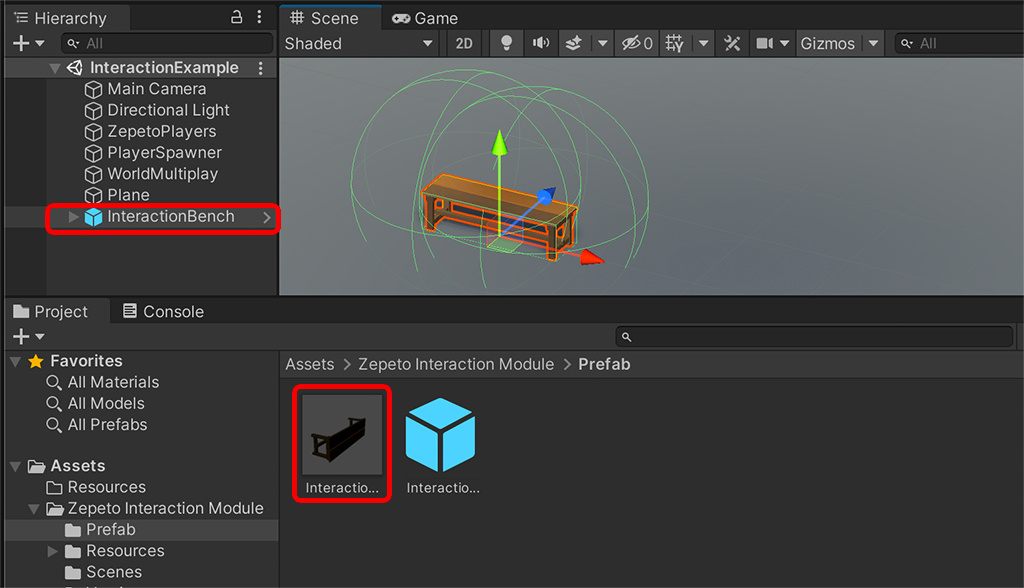 Hierarchy
All
InteractionExample
Main Camera
Directional Light
ZepetoPlayers
PlayerSpawner
WorldMultiplay
Plane
InteractionBench
Scene
Game
Shaded
2D
0
Gizmos
All
Project
Console
Favorites
All Materials
All Models
All Prefabs
Assets
Resources
Zepeto Interaction Module
Prefab
Resources
Scenes
Assets > Zepeto Interaction Module > Prefab
Interactio...
Interactio...